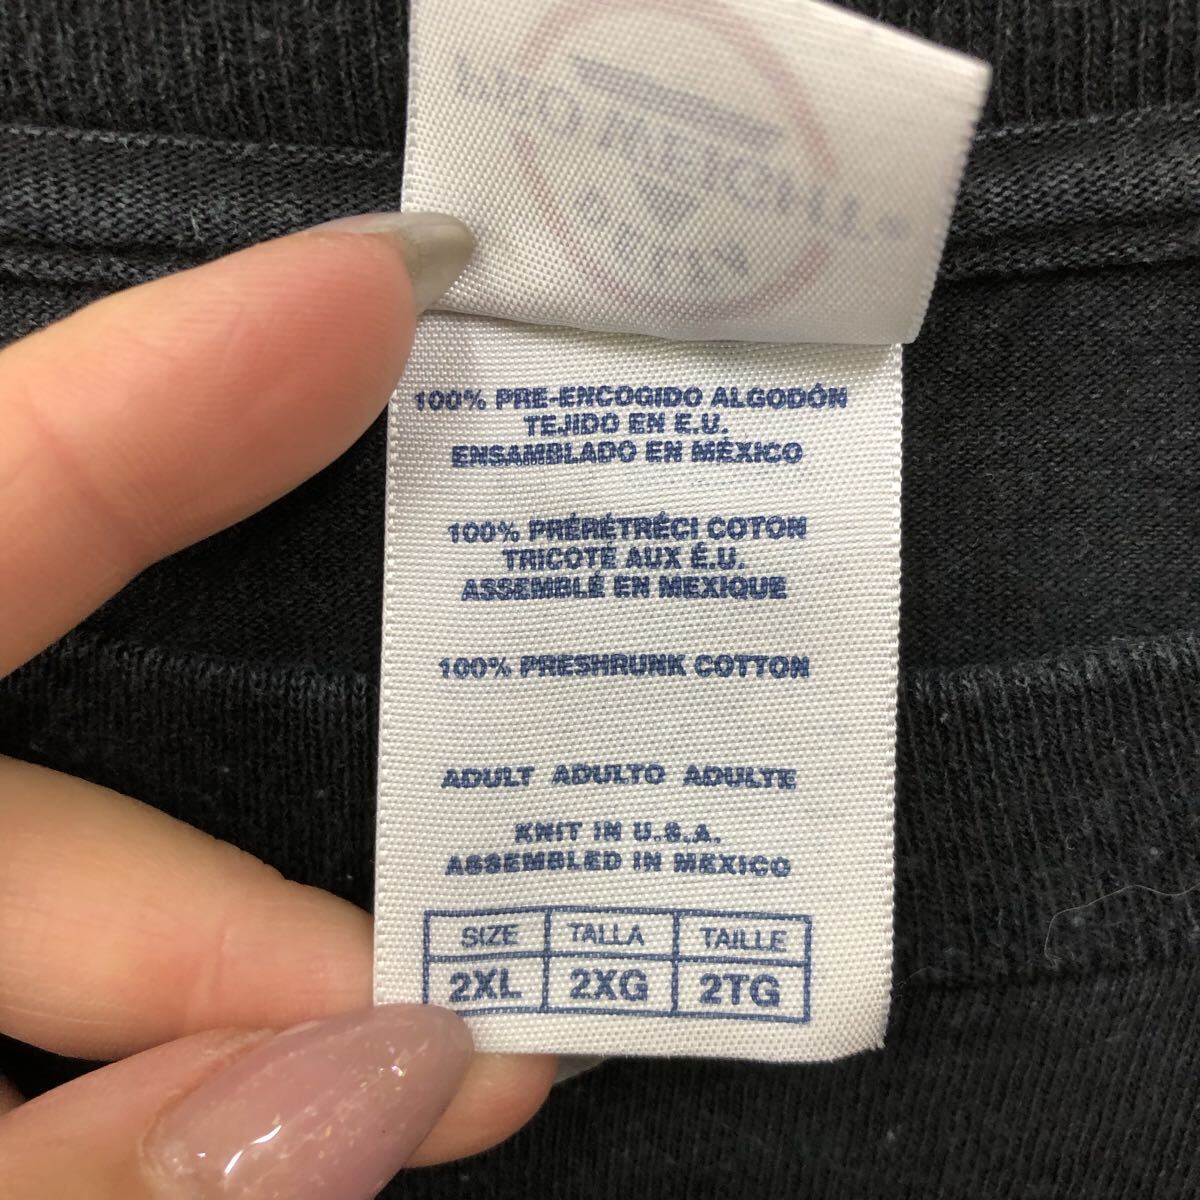 100% PRE-ENCOGIDO ALGODÓN
TEJIDO EN E.U.
ENSAMBLADO EN MÉXICO
100% PRÉRÉTRÉCI COTON
TRICOTÉ AUX É.U.
ASSEMBLÉ EN MEXIQUE
100% PRESHRUNK COTTON
ADULT ADULTO ADULTE
KNIT IN U.S.A.
ASSEMBLED IN MEXICO
SIZE TALLA TAILLE
2XL 2XG 2TG